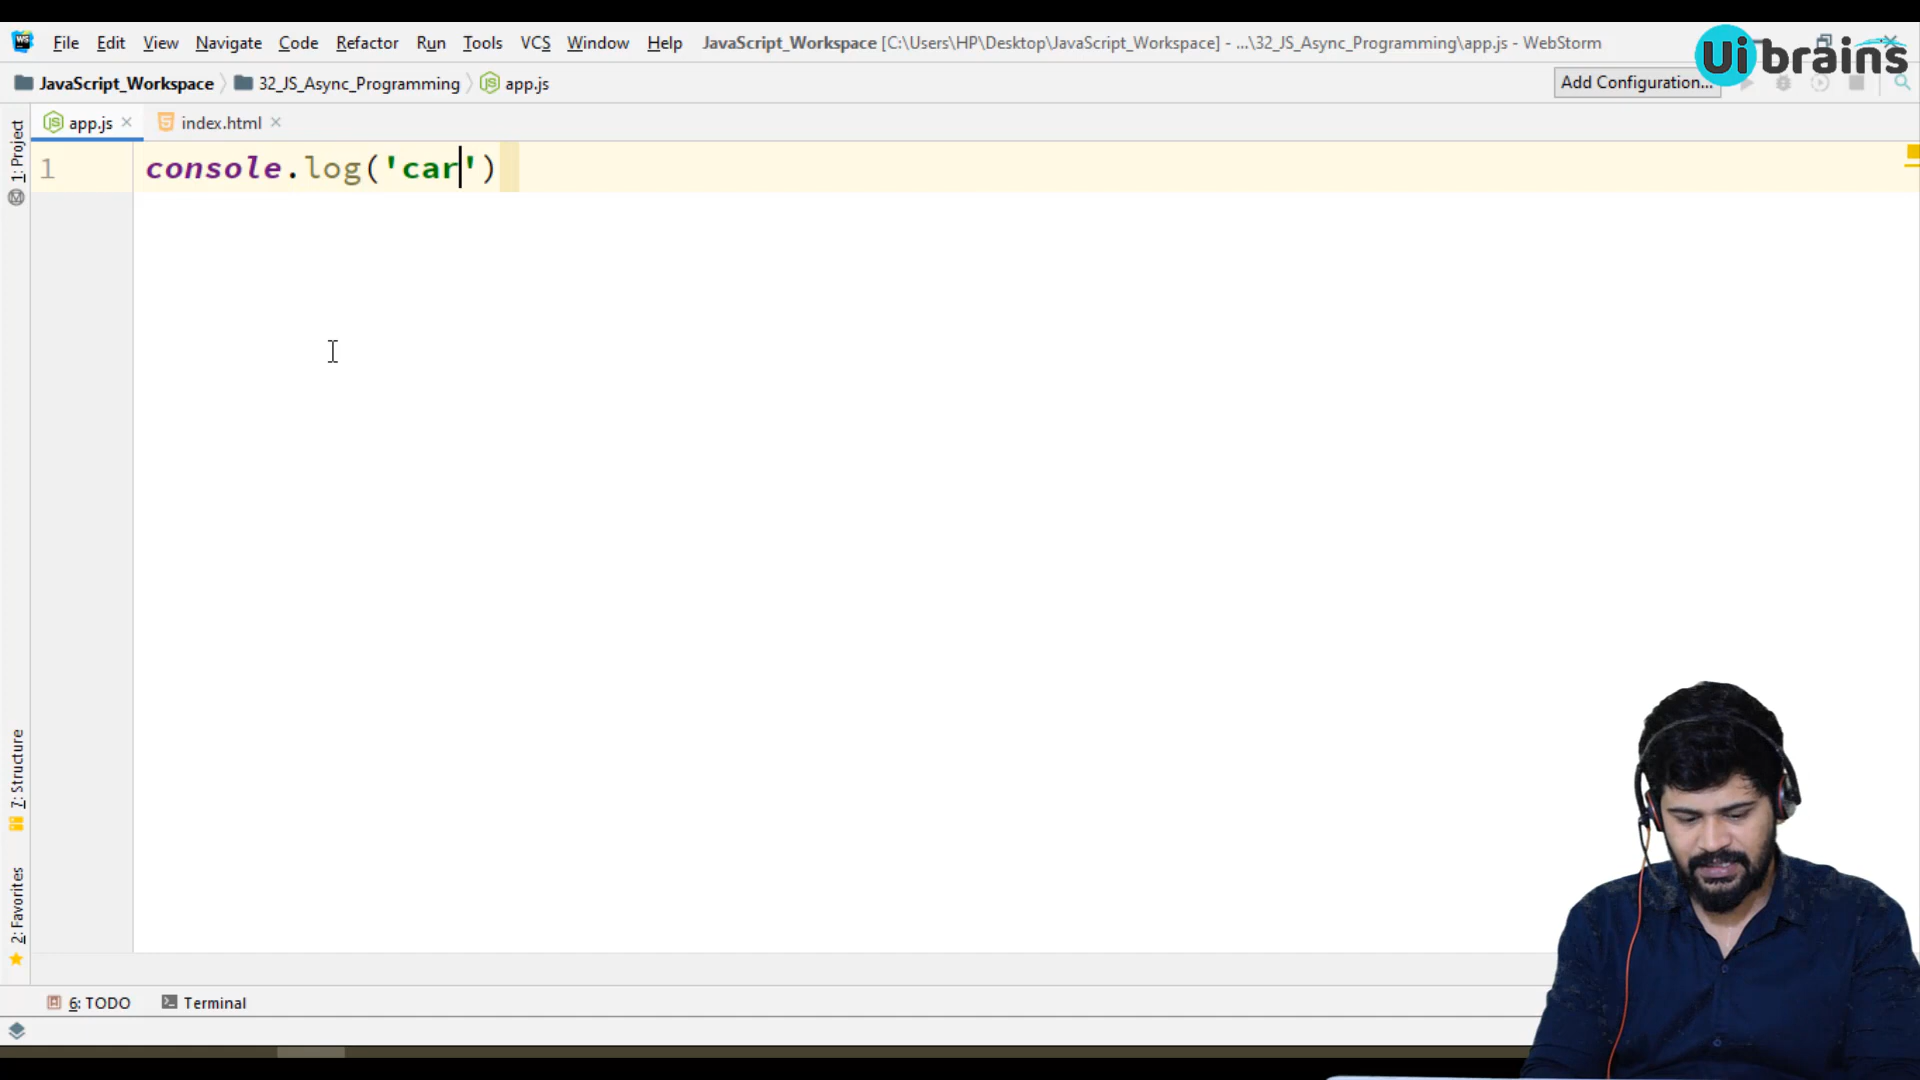 File Edit View Navigate Code Refactor Run Tools VCS Window Help JavaScript_Workspace [C:\Users\HP\Desktop\JavaScript_Workspace] - ...\32_JS_Async_Programming\app.js - WebStorm
Ui brains
JavaScript_Workspace 32_JS_Async_Programming app.js Add Configuration...
app.js index.html
1 console.log('car')
1: Project
7: Structure
2: Favorites
6: TODO Terminal